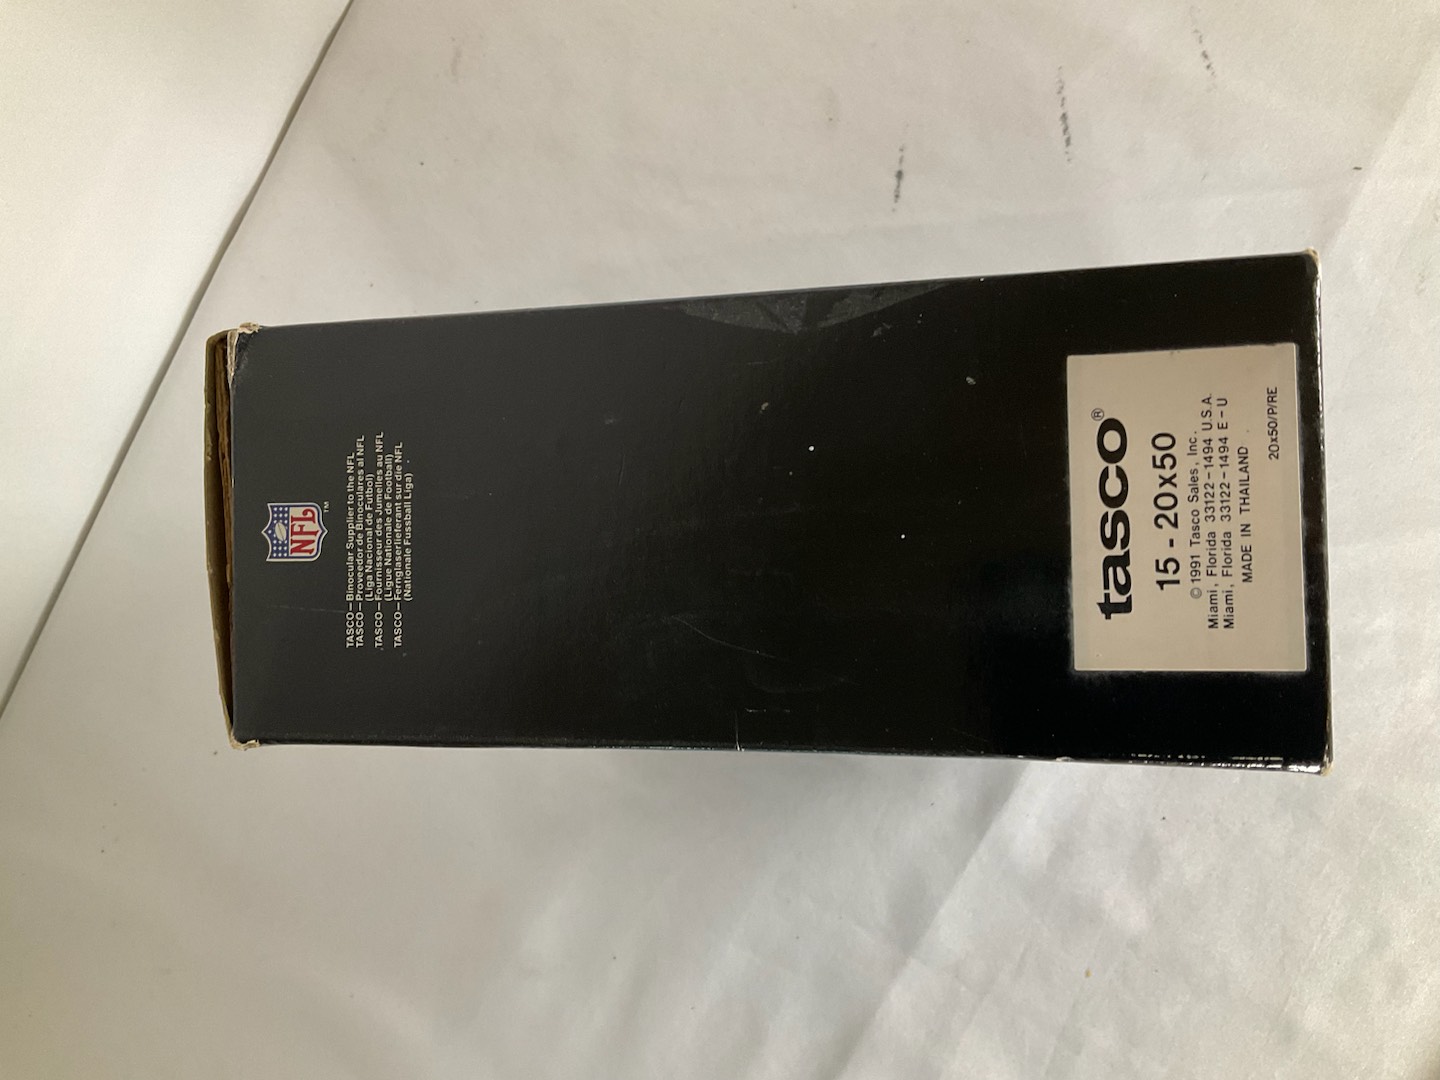 NFL
TM
TASCO — Binocular Supplier to the NFL
TASCO — Proveedor de Binoculares al NFL
(Liga Nacional de Futbol)
TASCO — Fournisseur des Jumelles au NFL
(Ligue Nationale de Football)
TASCO — Fernglaserlieferant sur die NFL
(Nationale Fussball Liga)
tasco®
15 - 20x50
© 1991 Tasco Sales, Inc.
Miami, Florida 33122-1494 U.S.A.
Miami, Florida 33122-1494 E-U
MADE IN THAILAND
20x50/P/RE